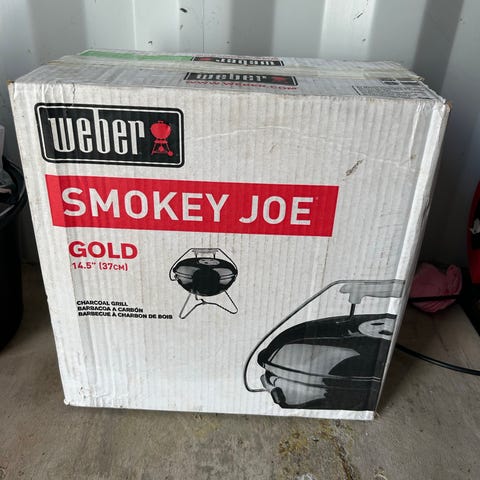 weber
weber
WWW.WEBER.COM
weber
SMOKEY JOE
GOLD
14.5" (37CM)
CHARCOAL GRILL
BARBACOA A CARBÓN
BARBECUE À CHARBON DE BOIS